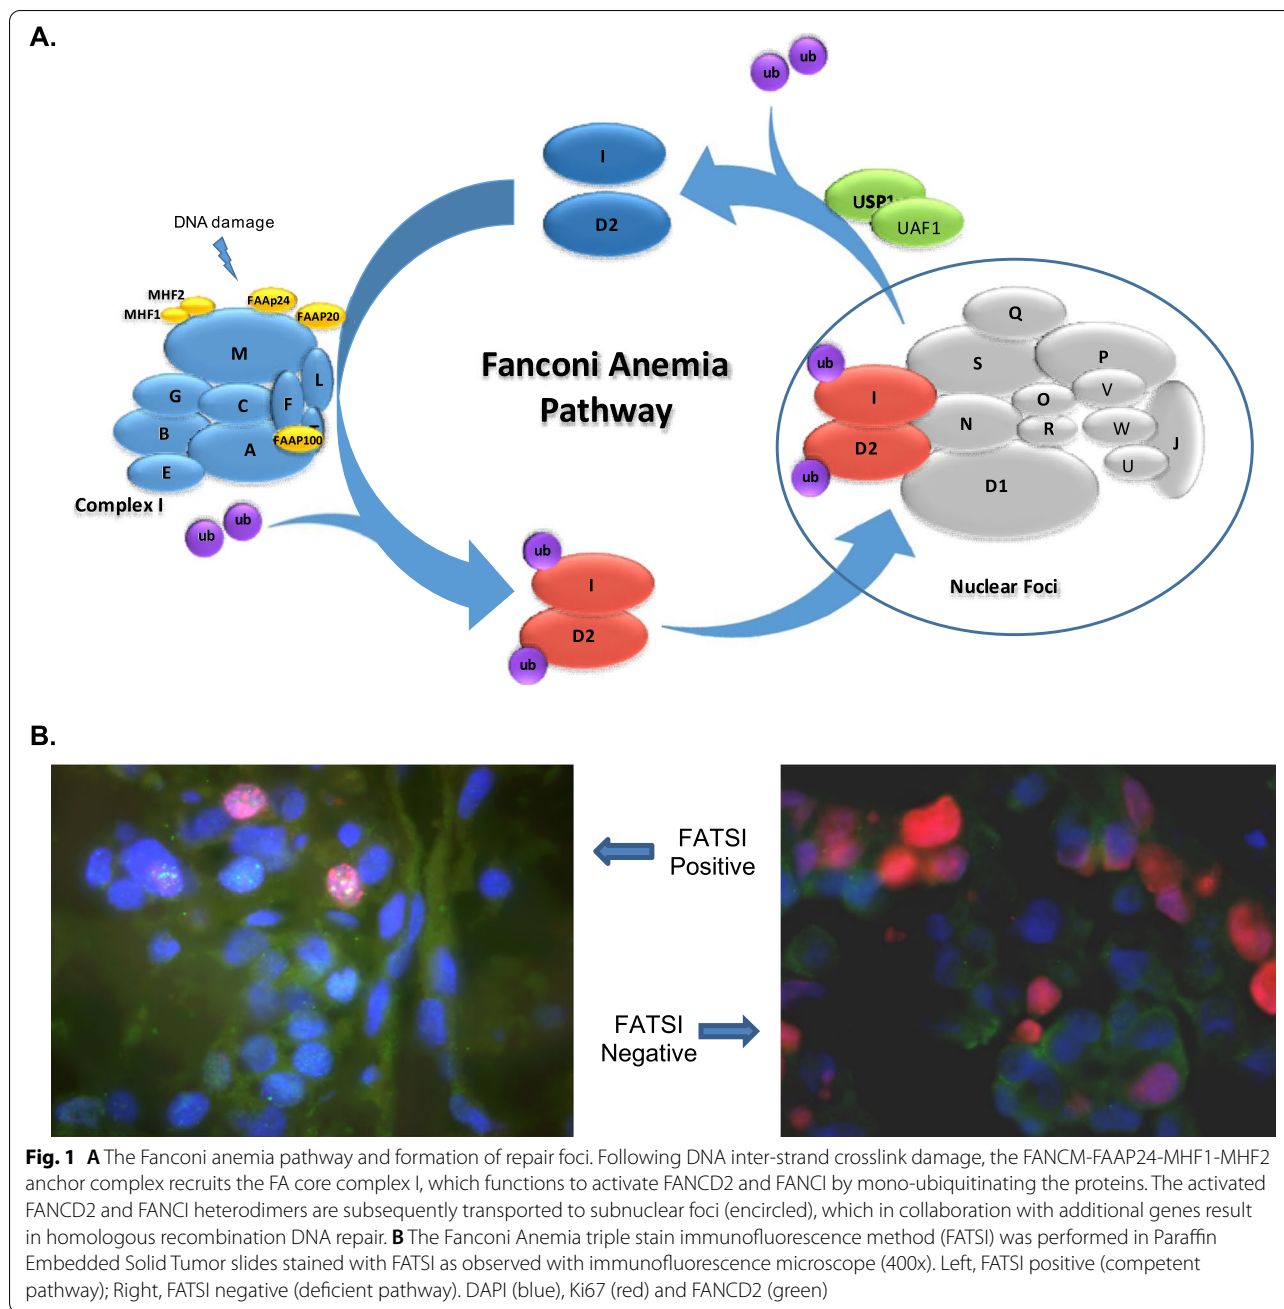 A.
ub
ub
I
D2
USP1
UAF1
DNA damage
MHF2
MHF1
FAAp24
FAAP20
M
L
G
C
F
B
A
FAAP100
E
Complex I
ub
ub
Fanconi Anemia
Pathway
Q
S
P
ub
I
O
V
N
R
W
J
D2
U
ub
D1
Nuclear Foci
ub
I
D2
ub
B.
FATSI
Positive
FATSI
Negative
Fig. 1 A The Fanconi anemia pathway and formation of repair foci. Following DNA inter-strand crosslink damage, the FANCM-FAAP24-MHF1-MHF2
anchor complex recruits the FA core complex I, which functions to activate FANCD2 and FANCI by mono-ubiquitinating the proteins. The activated
FANCD2 and FANCI heterodimers are subsequently transported to subnuclear foci (encircled), which in collaboration with additional genes result
in homologous recombination DNA repair. B The Fanconi Anemia triple stain immunofluorescence method (FATSI) was performed in Paraffin
Embedded Solid Tumor slides stained with FATSI as observed with immunofluorescence microscope (400x). Left, FATSI positive (competent
pathway); Right, FATSI negative (deficient pathway). DAPI (blue), Ki67 (red) and FANCD2 (green)